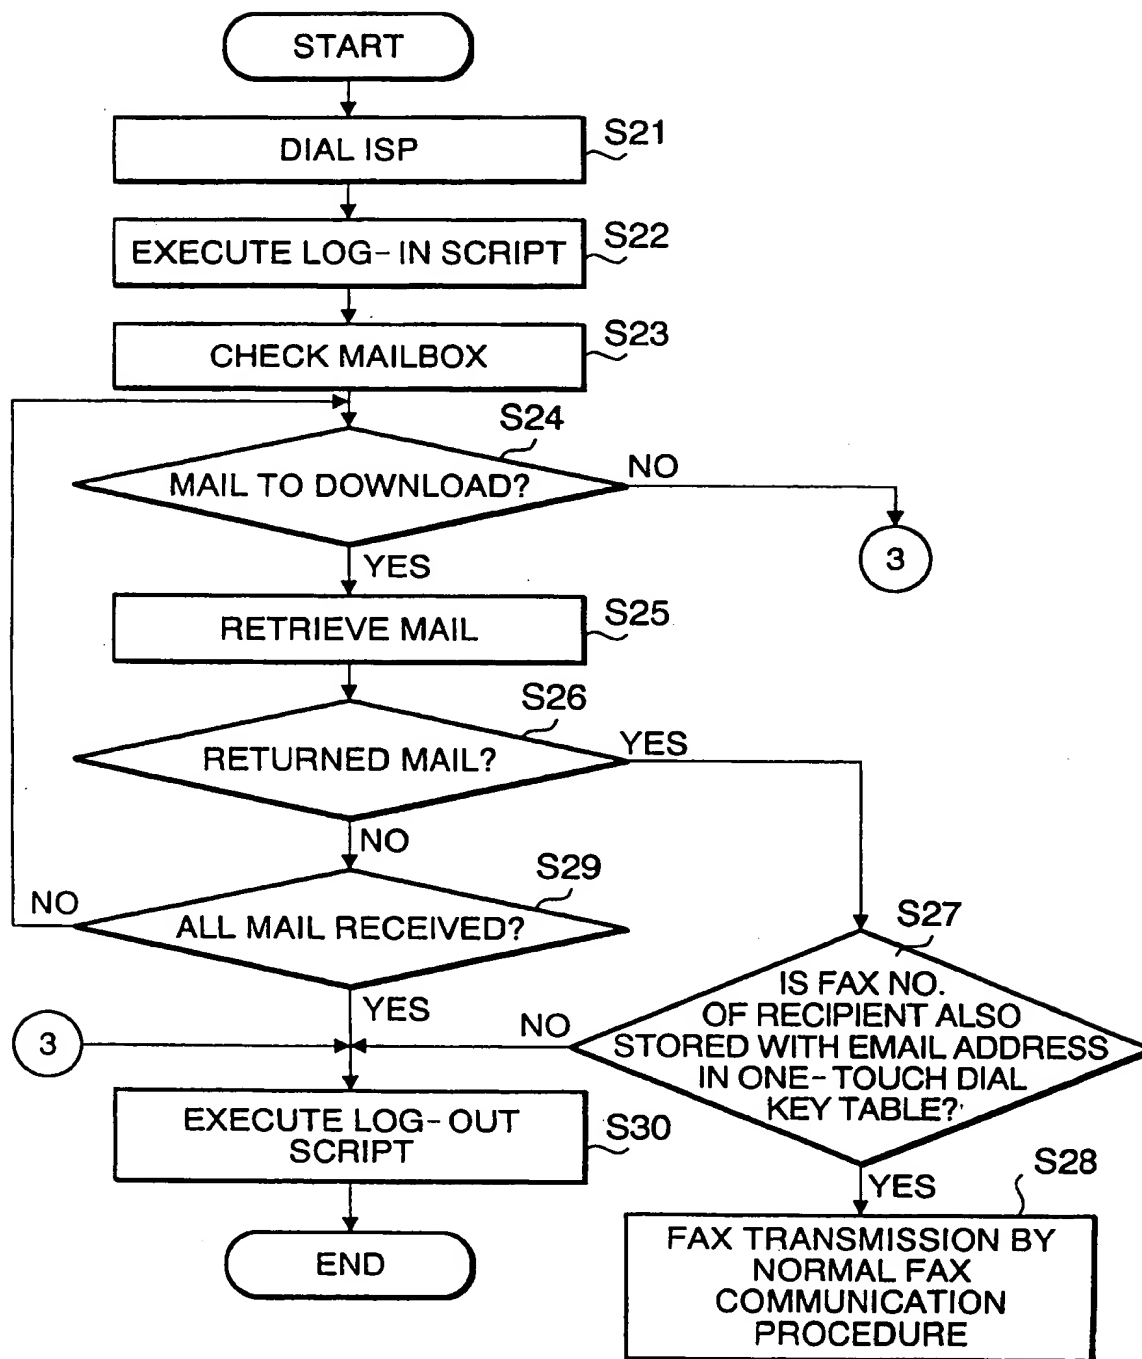 START
DIAL ISP
S21
EXECUTE LOG-IN SCRIPT
S22
CHECK MAILBOX
S23
MAIL TO DOWNLOAD?
S24
NO
3
YES
RETRIEVE MAIL
S25
RETURNED MAIL?
S26
YES
NO
ALL MAIL RECEIVED?
S29
NO
YES
S27
IS FAX NO.
OF RECIPIENT ALSO
STORED WITH EMAIL ADDRESS
IN ONE-TOUCH DIAL
KEY TABLE?
NO
3
YES
EXECUTE LOG-OUT
SCRIPT
S30
END
S28
FAX TRANSMISSION BY
NORMAL FAX
COMMUNICATION
PROCEDURE